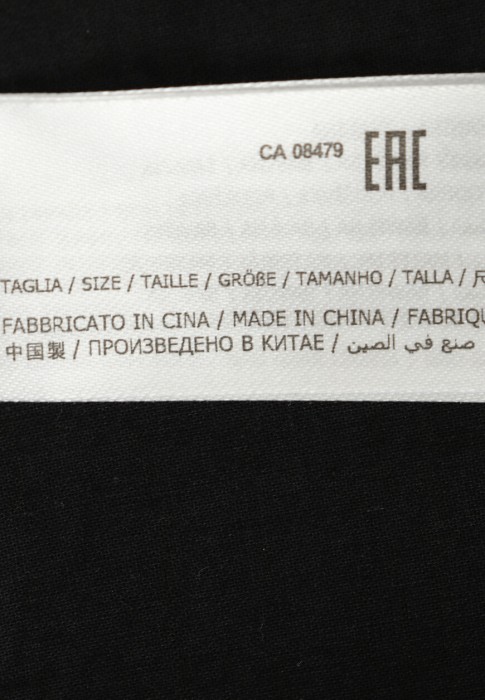 CA 08479 EAC
TAGLIA / SIZE / TAILLE / GRÖßE / TAMANHO / TALLA /
FABBRICATO IN CINA / MADE IN CHINA / FABRIQU
中国製 / ПРОИЗВЕДЕНО В КИТАЕ / صنع في الصين